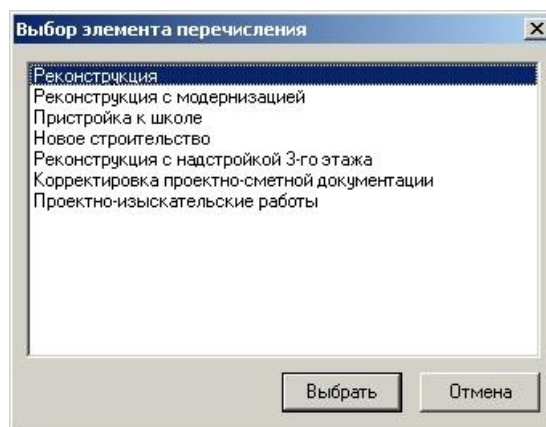 Выбор элемента перечисления
Реконструкция
Реконструкция с модернизацией
Пристройка к школе
Новое строительство
Реконструкция с надстройкой 3-го этажа
Корректировка проектно-сметной документации
Проектно-изыскательские работы
Выбрать Отмена